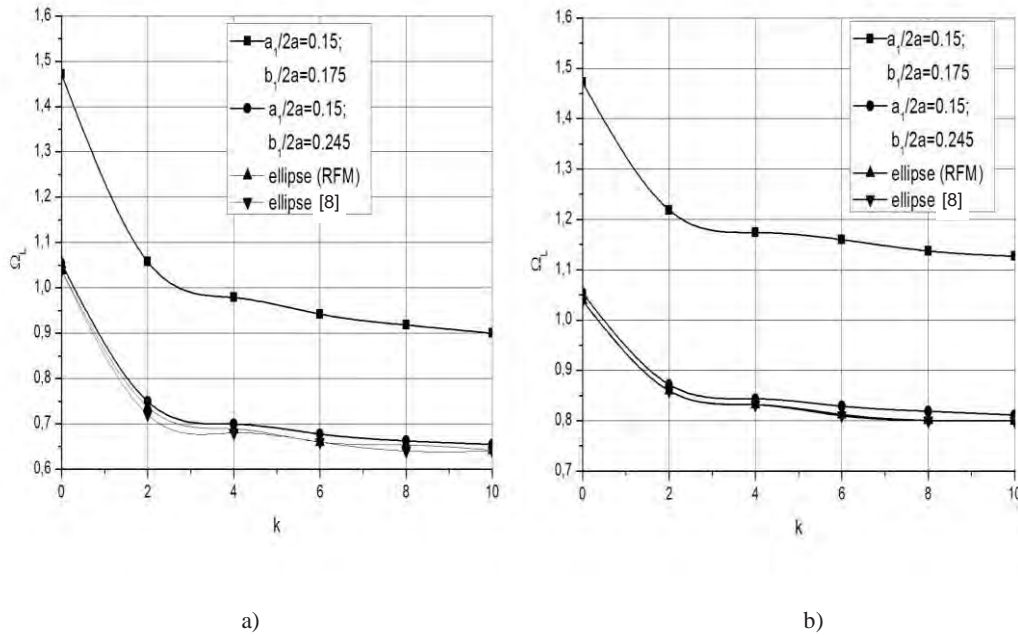 1,6
1,5
1,4
1,3
1,2
1,1
1,0
0,9
0,8
0,7
0,6
Ω_L
0 2 4 6 8 10
k
a_1/2a=0.15;
b_1/2a=0.175
a_1/2a=0.15;
b_1/2a=0.245
ellipse (RFM)
ellipse [8]
a)
1,6
1,5
1,4
1,3
1,2
1,1
1,0
0,9
0,8
0,7
Ω_L
0 2 4 6 8 10
k
a_1/2a=0.15;
b_1/2a=0.175
a_1/2a=0.15;
b_1/2a=0.245
ellipse (RFM)
ellipse [8]
b)